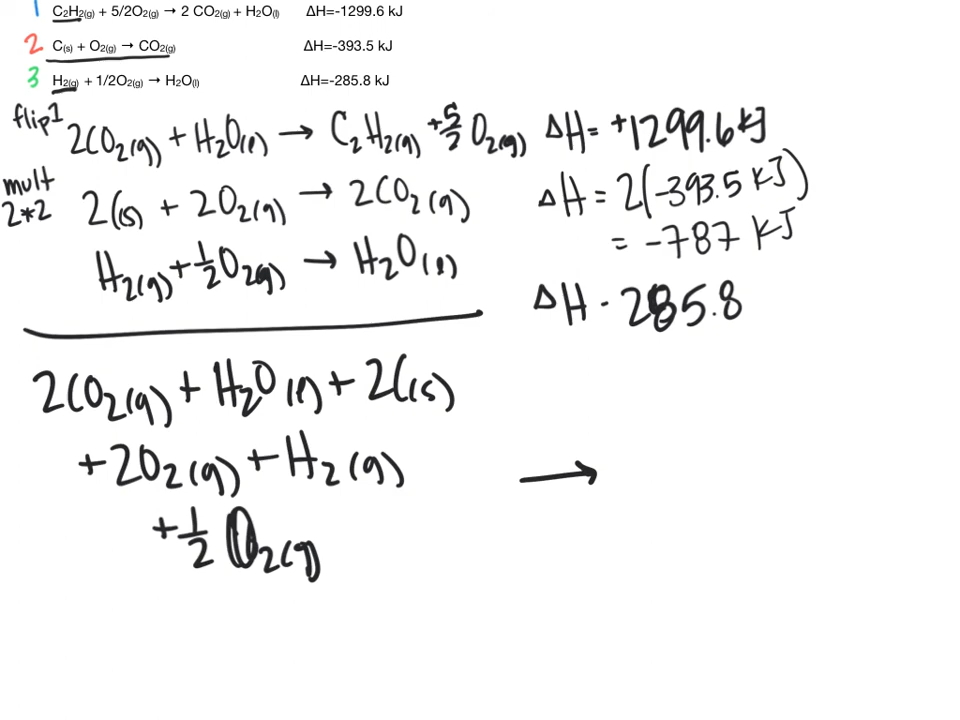 1 C₂H₂(g) + 5/2O₂(g) → 2 CO₂(g) + H₂O(l) ΔH=-1299.6 kJ
2 C(s) + O₂(g) → CO₂(g) ΔH=-393.5 kJ
3 H₂(g) + 1/2O₂(g) → H₂O(l) ΔH=-285.8 kJ
flip1 2CO₂(g) + H₂O(l) → C₂H₂(g) + 5/2 O₂(g) ΔH= +1299.6 kJ
mult 2*2 2C(s) + 2O₂(g) → 2CO₂(g) ΔH = 2(-393.5 kJ)
= -787 kJ
H₂(g) + 1/2 O₂(g) → H₂O(l) ΔH - 285.8
2CO₂(g) + H₂O(l) + 2C(s)
+ 2O₂(g) + H₂(g) →
+ 1/2 O₂(g)